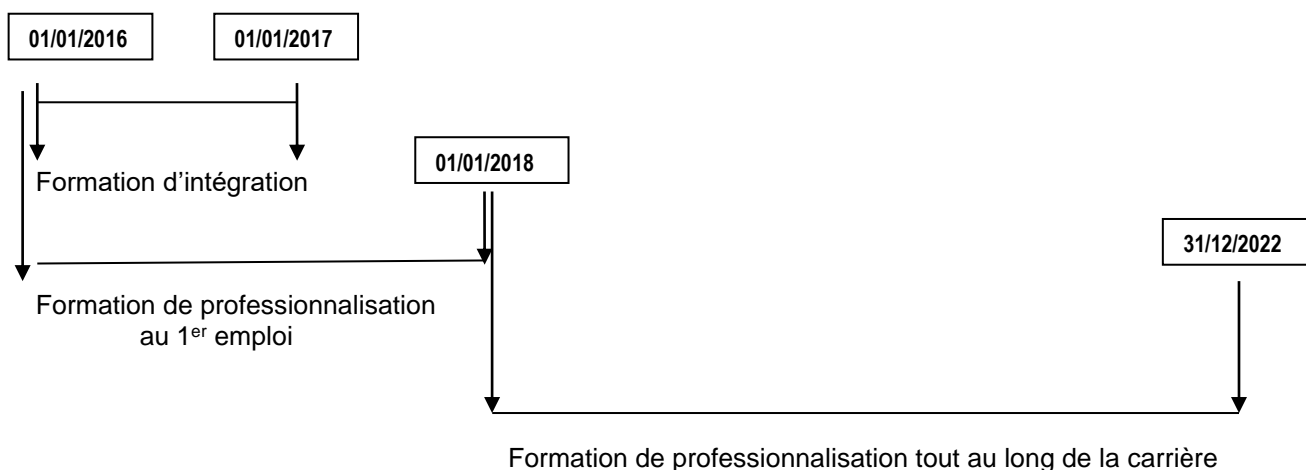 01/01/2016
01/01/2017
01/01/2018
Formation d’intégration
31/12/2022
Formation de professionnalisation
au 1er emploi
Formation de professionnalisation tout au long de la carrière